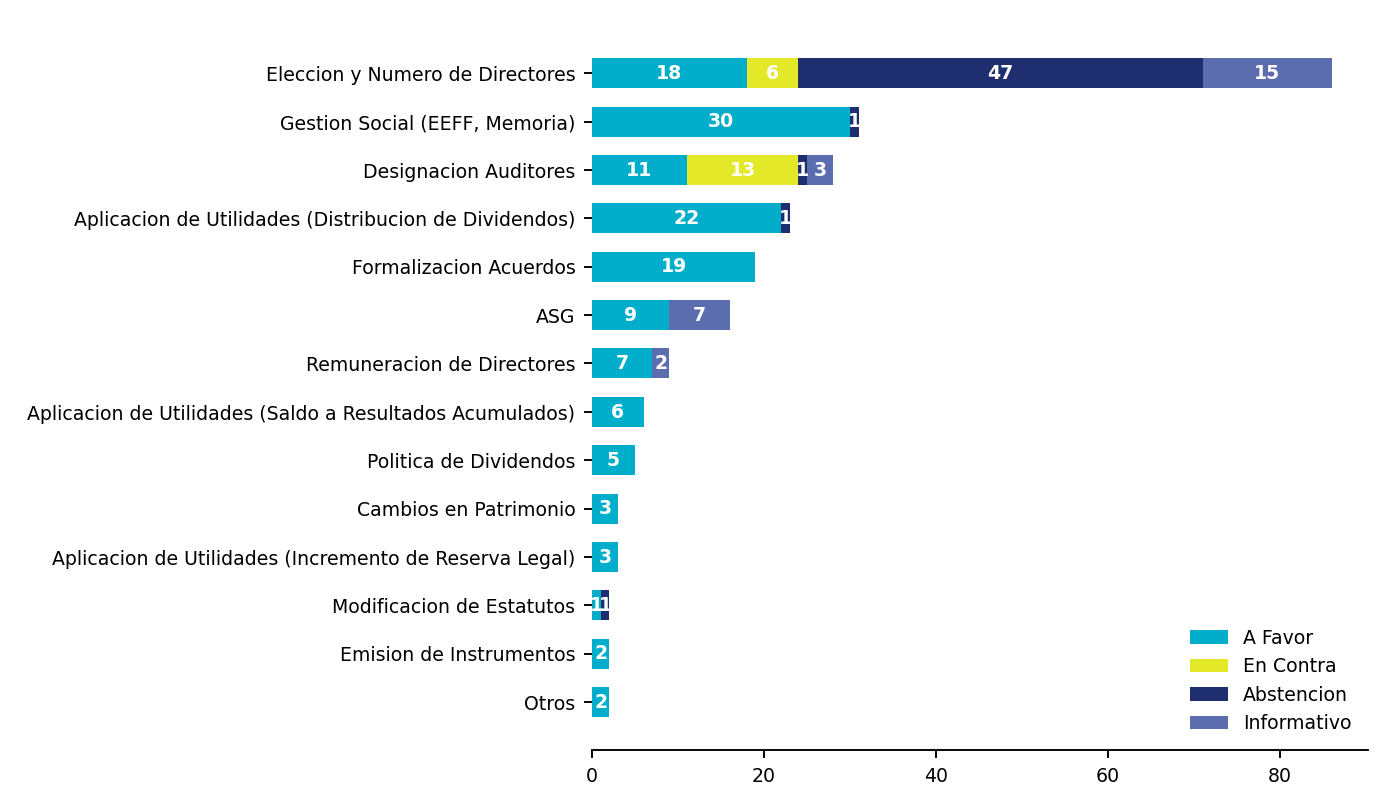 Eleccion y Numero de Directores 18 6 47 15
Gestion Social (EEFF, Memoria) 30 1
Designacion Auditores 11 13 1 3
Aplicacion de Utilidades (Distribucion de Dividendos) 22 1
Formalizacion Acuerdos 19
ASG 9 7
Remuneracion de Directores 7 2
Aplicacion de Utilidades (Saldo a Resultados Acumulados) 6
Politica de Dividendos 5
Cambios en Patrimonio 3
Aplicacion de Utilidades (Incremento de Reserva Legal) 3
Modificacion de Estatutos 1 1
Emision de Instrumentos 2
Otros 2
A Favor
En Contra
Abstencion
Informativo
0 20 40 60 80